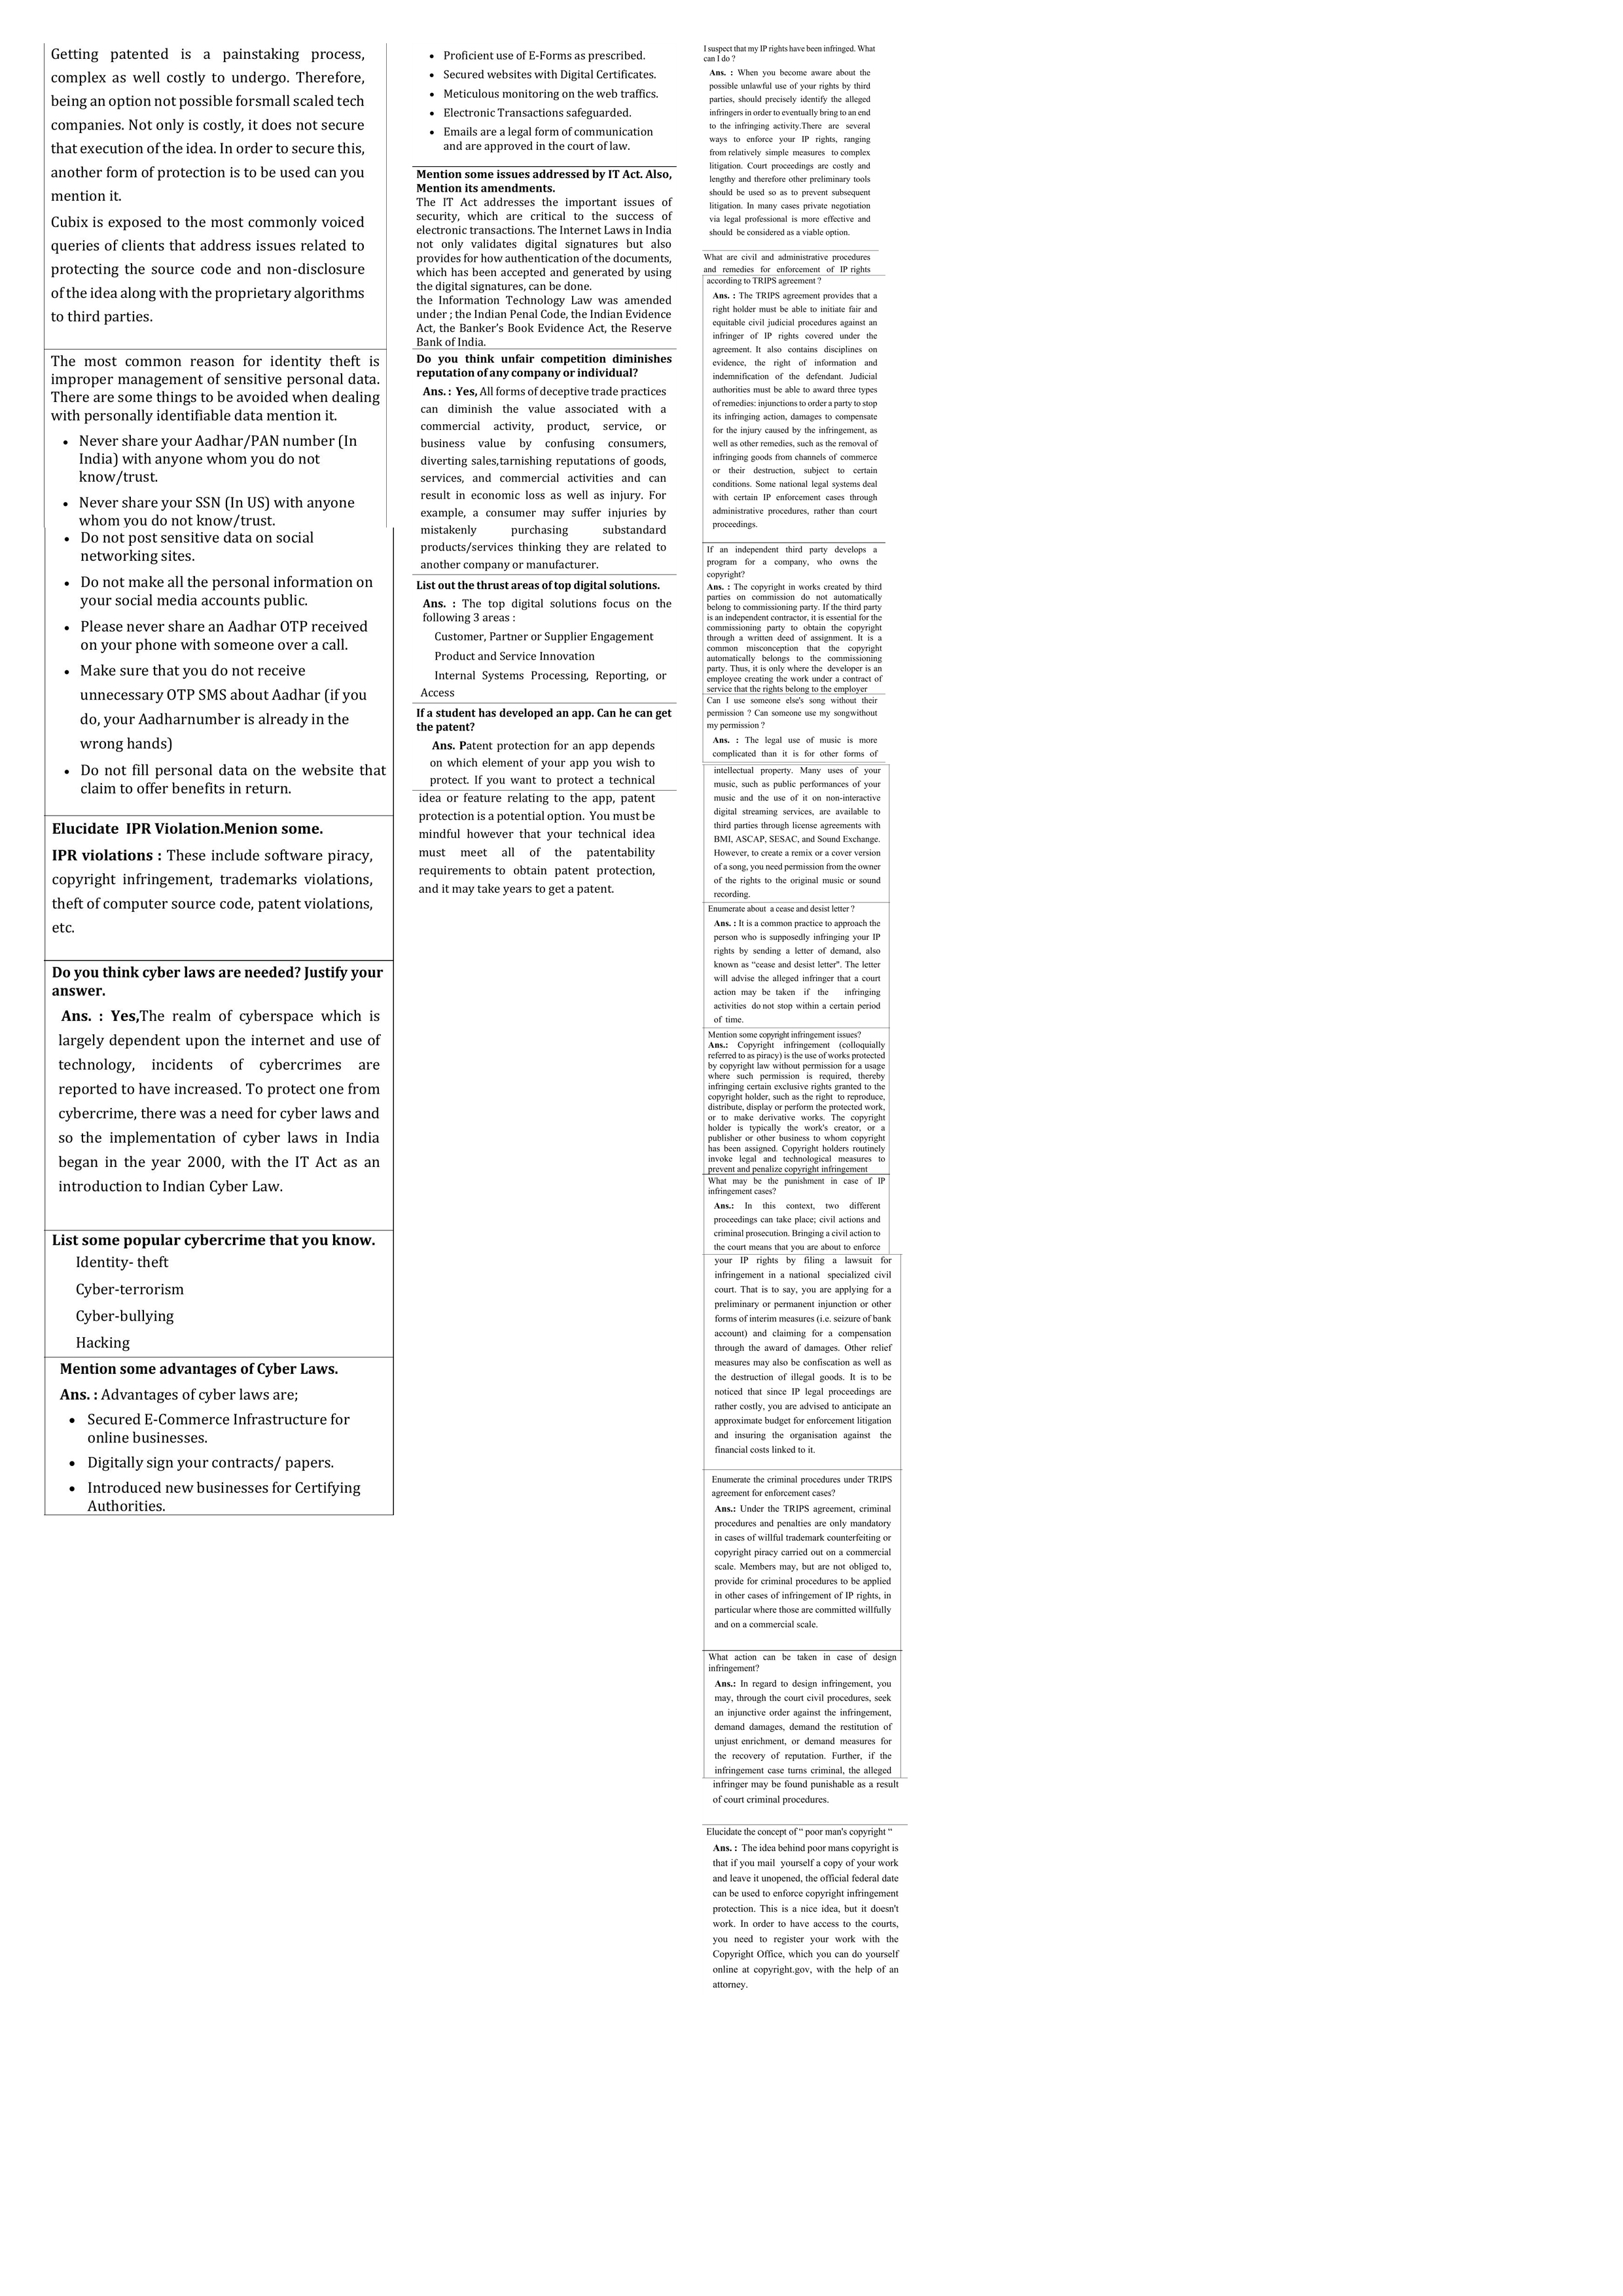 Getting patented is a painstaking process,
complex as well costly to undergo. Therefore,
being an option not possible forsmall scaled tech
companies. Not only is costly, it does not secure
that execution of the idea. In order to secure this,
another form of protection is to be used can you
mention it.
Cubix is exposed to the most commonly voiced
queries of clients that address issues related to
protecting the source code and non-disclosure
of the idea along with the proprietary algorithms
to third parties.
The most common reason for identity theft is
improper management of sensitive personal data.
There are some things to be avoided when dealing
with personally identifiable data mention it.
• Never share your Aadhar/PAN number (In
India) with anyone whom you do not
know/trust.
• Never share your SSN (In US) with anyone
whom you do not know/trust.
• Do not post sensitive data on social
networking sites.
• Do not make all the personal information on
your social media accounts public.
• Please never share an Aadhar OTP received
on your phone with someone over a call.
• Make sure that you do not receive
unnecessary OTP SMS about Aadhar (if you
do, your Aadharnumber is already in the
wrong hands)
• Do not fill personal data on the website that
claim to offer benefits in return.
Elucidate IPR Violation.Menion some.
IPR violations : These include software piracy,
copyright infringement, trademarks violations,
theft of computer source code, patent violations,
etc.
Do you think cyber laws are needed? Justify your
answer.
Ans. : Yes,The realm of cyberspace which is
largely dependent upon the internet and use of
technology, incidents of cybercrimes are
reported to have increased. To protect one from
cybercrime, there was a need for cyber laws and
so the implementation of cyber laws in India
began in the year 2000, with the IT Act as an
introduction to Indian Cyber Law.
List some popular cybercrime that you know.
Identity- theft
Cyber-terrorism
Cyber-bullying
Hacking
Mention some advantages of Cyber Laws.
Ans. : Advantages of cyber laws are;
• Secured E-Commerce Infrastructure for
online businesses.
• Digitally sign your contracts/ papers.
• Introduced new businesses for Certifying
Authorities.
• Proficient use of E-Forms as prescribed.
• Secured websites with Digital Certificates.
• Meticulous monitoring on the web traffics.
• Electronic Transactions safeguarded.
• Emails are a legal form of communication
and are approved in the court of law.
Mention some issues addressed by IT Act. Also,
Mention its amendments.
The IT Act addresses the important issues of
security, which are critical to the success of
electronic transactions. The Internet Laws in India
not only validates digital signatures but also
provides for how authentication of the documents,
which has been accepted and generated by using
the digital signatures, can be done.
the Information Technology Law was amended
under ; the Indian Penal Code, the Indian Evidence
Act, the Banker's Book Evidence Act, the Reserve
Bank of India.
Do you think unfair competition diminishes
reputation of any company or individual?
Ans. : Yes, All forms of deceptive trade practices
can diminish the value associated with a
commercial activity, product, service, or
business value by confusing consumers,
diverting sales,tarnishing reputations of goods,
services, and commercial activities and can
result in economic loss as well as injury. For
example, a consumer may suffer injuries by
mistakenly purchasing substandard
products/services thinking they are related to
another company or manufacturer.
List out the thrust areas of top digital solutions.
Ans. : The top digital solutions focus on the
following 3 areas :
Customer, Partner or Supplier Engagement
Product and Service Innovation
Internal Systems Processing, Reporting, or
Access
If a student has developed an app. Can he can get
the patent?
Ans. Patent protection for an app depends
on which element of your app you wish to
protect. If you want to protect a technical
idea or feature relating to the app, patent
protection is a potential option. You must be
mindful however that your technical idea
must meet all of the patentability
requirements to obtain patent protection,
and it may take years to get a patent.
I suspect that my IP rights have been infringed. What
can I do ?
Ans. : When you become aware about the
possible unlawful use of your rights by third
parties, should precisely identify the alleged
infringers in order to eventually bring to an end
to the infringing activity.There are several
ways to enforce your IP rights, ranging
from relatively simple measures to complex
litigation. Court proceedings are costly and
lengthy and therefore other preliminary tools
should be used so as to prevent subsequent
litigation. In many cases private negotiation
via legal professional is more effective and
should be considered as a viable option.
What are civil and administrative procedures
and remedies for enforcement of IP rights
according to TRIPS agreement ?
Ans. : The TRIPS agreement provides that a
right holder must be able to initiate fair and
equitable civil judicial procedures against an
infringer of IP rights covered under the
agreement. It also contains disciplines on
evidence, the right of information and
indemnification of the defendant. Judicial
authorities must be able to award three types
of remedies: injunctions to order a party to stop
its infringing action, damages to compensate
for the injury caused by the infringement, as
well as other remedies, such as the removal of
infringing goods from channels of commerce
or their destruction, subject to certain
conditions. Some national legal systems deal
with certain IP enforcement cases through
administrative procedures, rather than court
proceedings.
If an independent third party develops a
program for a company, who owns the
copyright?
Ans. : The copyright in works created by third
parties on commission do not automatically
belong to commissioning party. If the third party
is an independent contractor, it is essential for the
commissioning party to obtain the copyright
through a written deed of assignment. It is a
common misconception that the copyright
automatically belongs to the commissioning
party. Thus, it is only where the developer is an
employee creating the work under a contract of
service that the rights belong to the employer
Can I use someone else's song without their
permission ? Can someone use my songwithout
my permission ?
Ans. : The legal use of music is more
complicated than it is for other forms of
intellectual property. Many uses of your
music, such as public performances of your
music and the use of it on non-interactive
digital streaming services, are available to
third parties through license agreements with
BMI, ASCAP, SESAC, and Sound Exchange.
However, to create a remix or a cover version
of a song, you need permission from the owner
of the rights to the original music or sound
recording.
Enumerate about a cease and desist letter ?
Ans. : It is a common practice to approach the
person who is supposedly infringing your IP
rights by sending a letter of demand, also
known as “cease and desist letter”. The letter
will advise the alleged infringer that a court
action may be taken if the infringing
activities do not stop within a certain period
of time.
Mention some copyright infringement issues?
Ans.: Copyright infringement (colloquially
referred to as piracy) is the use of works protected
by copyright law without permission for a usage
where such permission is required, thereby
infringing certain exclusive rights granted to the
copyright holder, such as the right to reproduce,
distribute, display or perform the protected work,
or to make derivative works. The copyright
holder is typically the work's creator, or a
publisher or other business to whom copyright
has been assigned. Copyright holders routinely
invoke legal and technological measures to
prevent and penalize copyright infringement
What may be the punishment in case of IP
infringement cases?
Ans.: In this context, two different
proceedings can take place; civil actions and
criminal prosecution. Bringing a civil action to
the court means that you are about to enforce
your IP rights by filing a lawsuit for
infringement in a national specialized civil
court. That is to say, you are applying for a
preliminary or permanent injunction or other
forms of interim measures (i.e. seizure of bank
account) and claiming for a compensation
through the award of damages. Other relief
measures may also be confiscation as well as
the destruction of illegal goods. It is to be
noticed that since IP legal proceedings are
rather costly, you are advised to anticipate an
approximate budget for enforcement litigation
and insuring the organisation against the
financial costs linked to it.
Enumerate the criminal procedures under TRIPS
agreement for enforcement cases?
Ans.: Under the TRIPS agreement, criminal
procedures and penalties are only mandatory
in cases of willful trademark counterfeiting or
copyright piracy carried out on a commercial
scale. Members may, but are not obliged to,
provide for criminal procedures to be applied
in other cases of infringement of IP rights, in
particular where those are committed willfully
and on a commercial scale.
What action can be taken in case of design
infringement?
Ans.: In regard to design infringement, you
may, through the court civil procedures, seek
an injunctive order against the infringement,
demand damages, demand the restitution of
unjust enrichment, or demand measures for
the recovery of reputation. Further, if the
infringement case turns criminal, the alleged
infringer may be found punishable as a result
of court criminal procedures.
Elucidate the concept of “ poor man's copyright “
Ans. : The idea behind poor mans copyright is
that if you mail yourself a copy of your work
and leave it unopened, the official federal date
can be used to enforce copyright infringement
protection. This is a nice idea, but it doesn't
work. In order to have access to the courts,
you need to register your work with the
Copyright Office, which you can do yourself
online at copyright.gov, with the help of an
attorney.